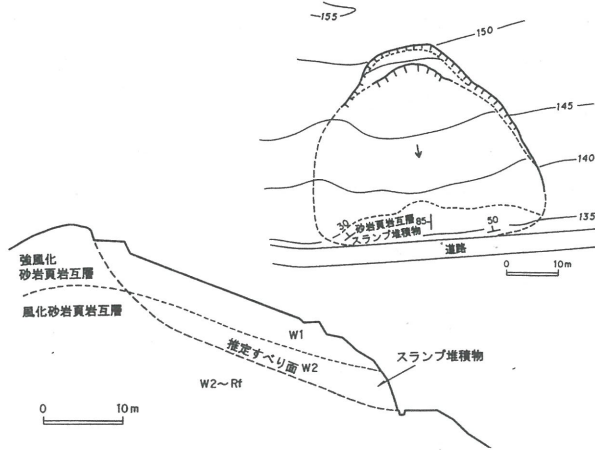 155
150
145
140
135
30
砂岩頁岩互層
85
50
スランプ堆積物
道路
0 10m
強風化
砂岩頁岩互層
風化砂岩頁岩互層
W1
推定すべり面 W2
スランプ堆積物
W2〜Rf
0 10m